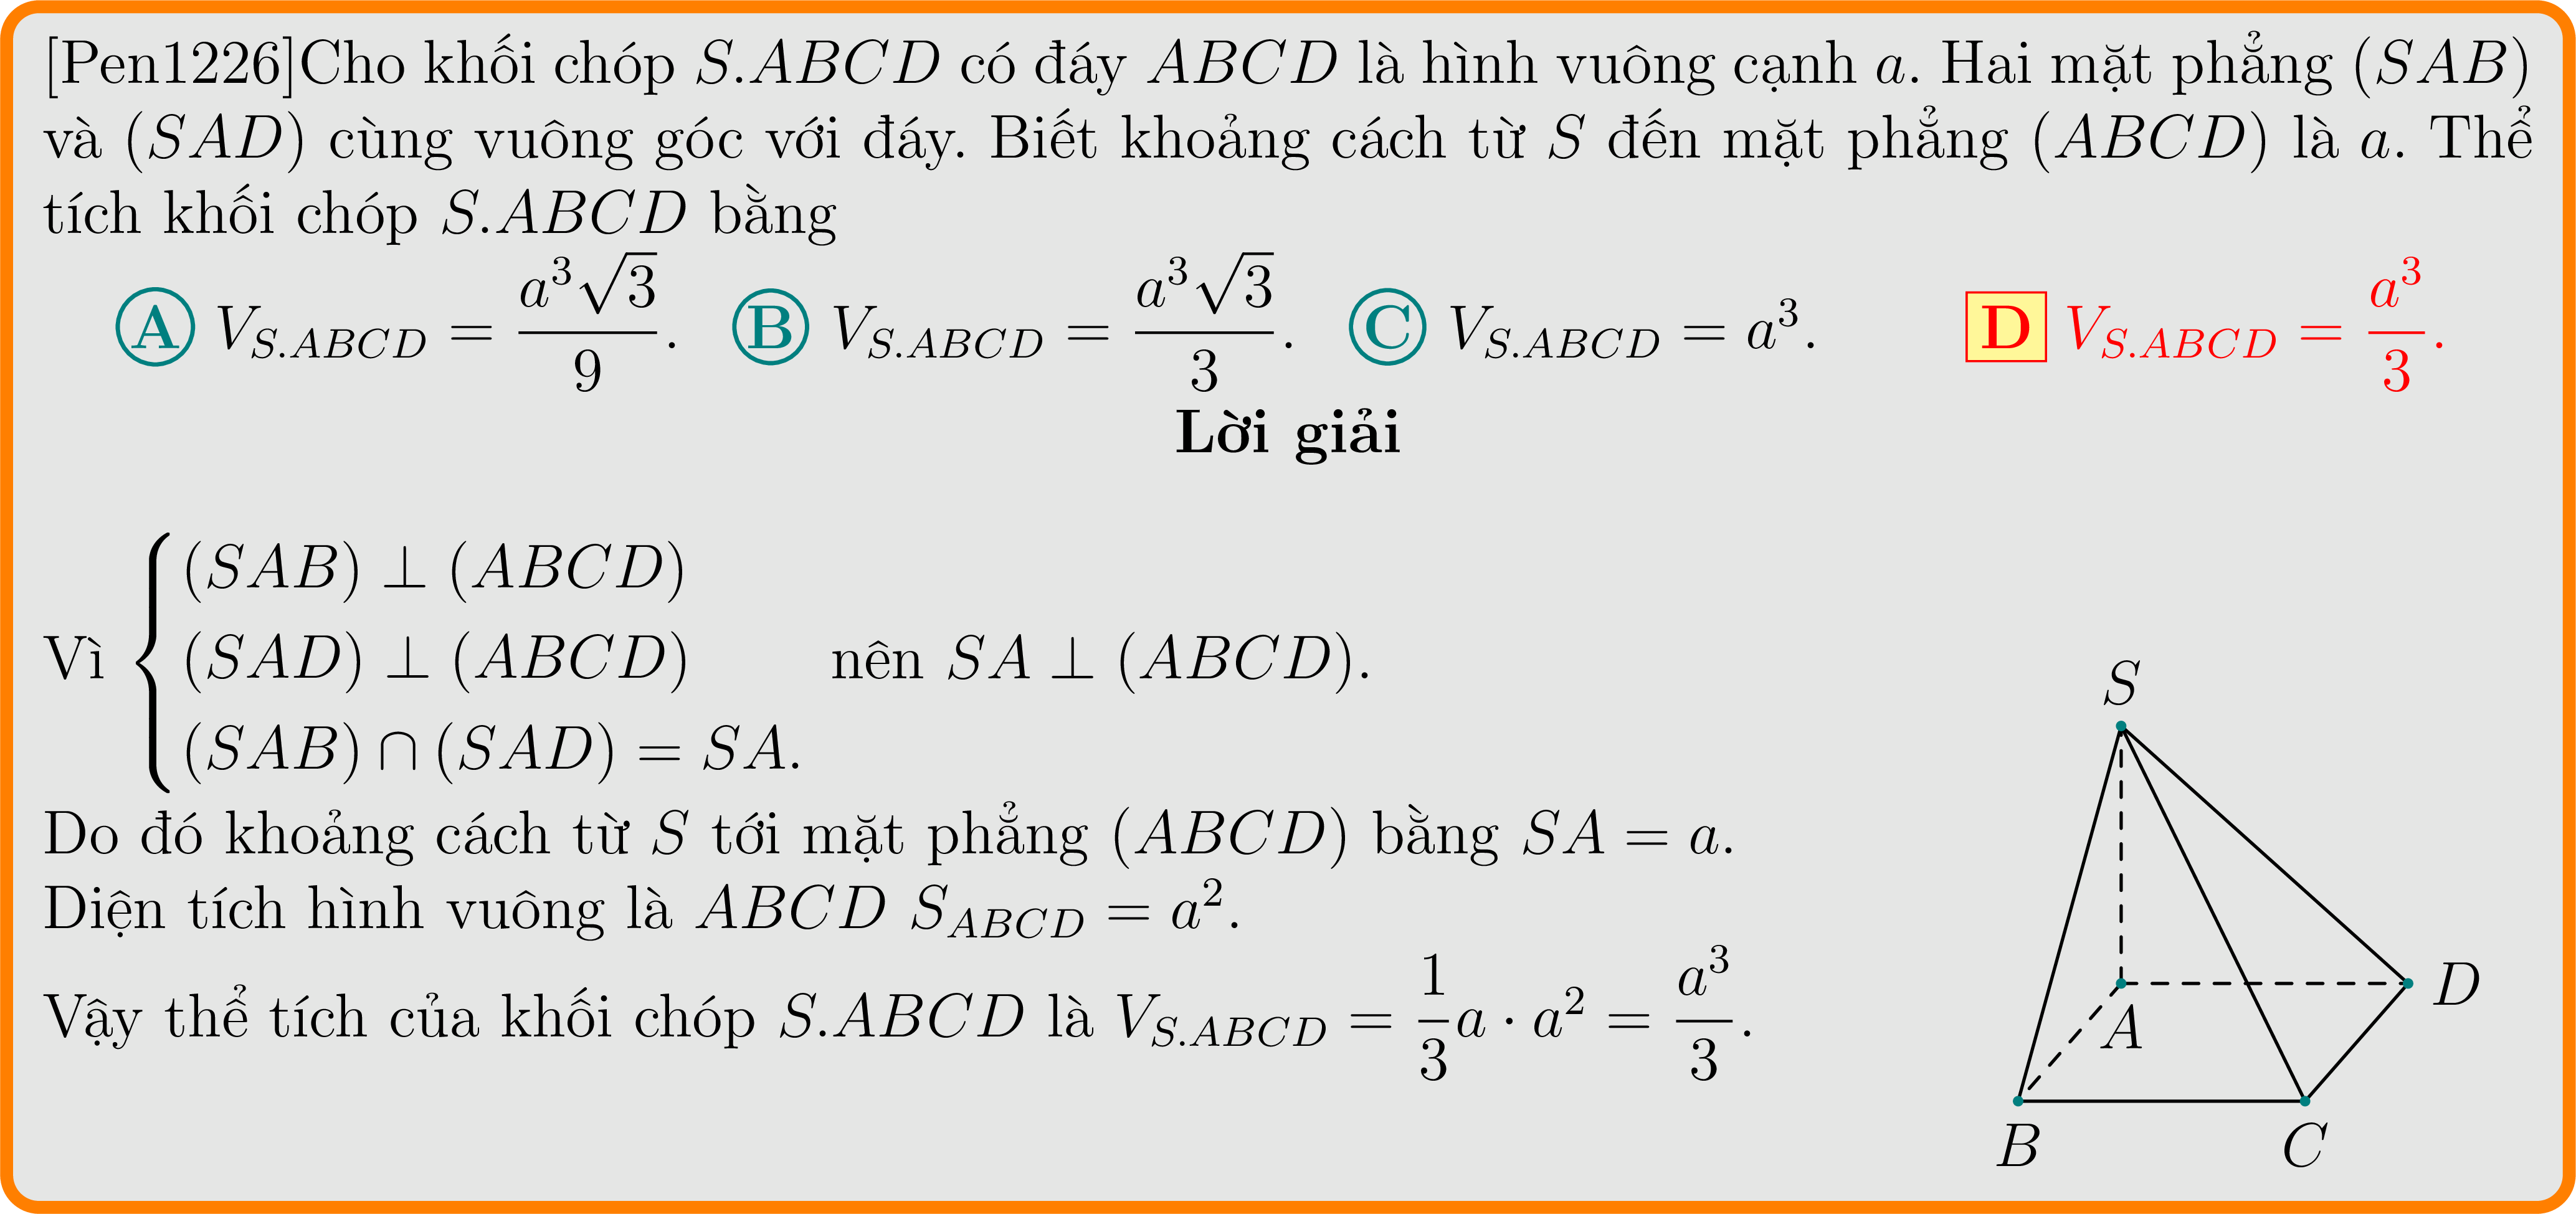 [Pen1226]Cho khối chóp S.ABCD có đáy ABCD là hình vuông cạnh a. Hai mặt phẳng (SAB)
và (SAD) cùng vuông góc với đáy. Biết khoảng cách từ S đến mặt phẳng (ABCD) là a. Thể
tích khối chóp S.ABCD bằng
A $V_{S.ABCD} = \frac{a^3\sqrt{3}}{9}$. B $V_{S.ABCD} = \frac{a^3\sqrt{3}}{3}$. C $V_{S.ABCD} = a^3$. D $V_{S.ABCD} = \frac{a^3}{3}$.
Lời giải
Vì $\begin{cases} (SAB) \perp (ABCD) \\ (SAD) \perp (ABCD) \\ (SAB) \cap (SAD) = SA. \end{cases}$ nên $SA \perp (ABCD)$.
Do đó khoảng cách từ S tới mặt phẳng (ABCD) bằng SA = a.
Diện tích hình vuông là ABCD $S_{ABCD} = a^2$.
Vậy thể tích của khối chóp S.ABCD là $V_{S.ABCD} = \frac{1}{3}a \cdot a^2 = \frac{a^3}{3}$.
S
D
A
B C